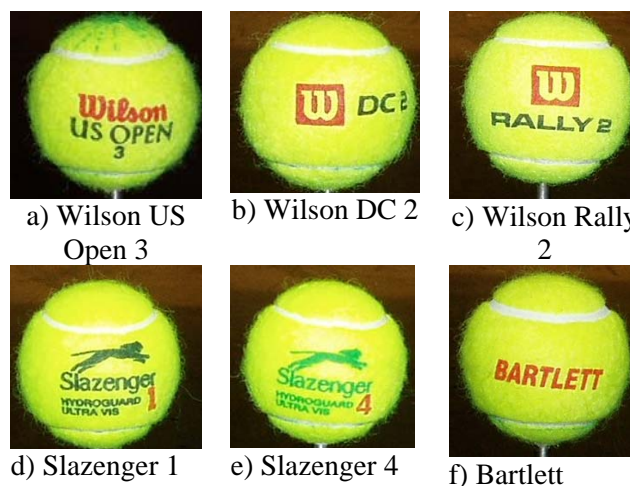 Wilson
US OPEN
3
W DC 2
W
RALLY 2
a) Wilson US
Open 3
b) Wilson DC 2
c) Wilson Rally
2
Slazenger 1
HYDROGUARD
ULTRA VIS
Slazenger 4
HYDROGUARD
ULTRA VIS
BARTLETT
d) Slazenger 1
e) Slazenger 4
f) Bartlett